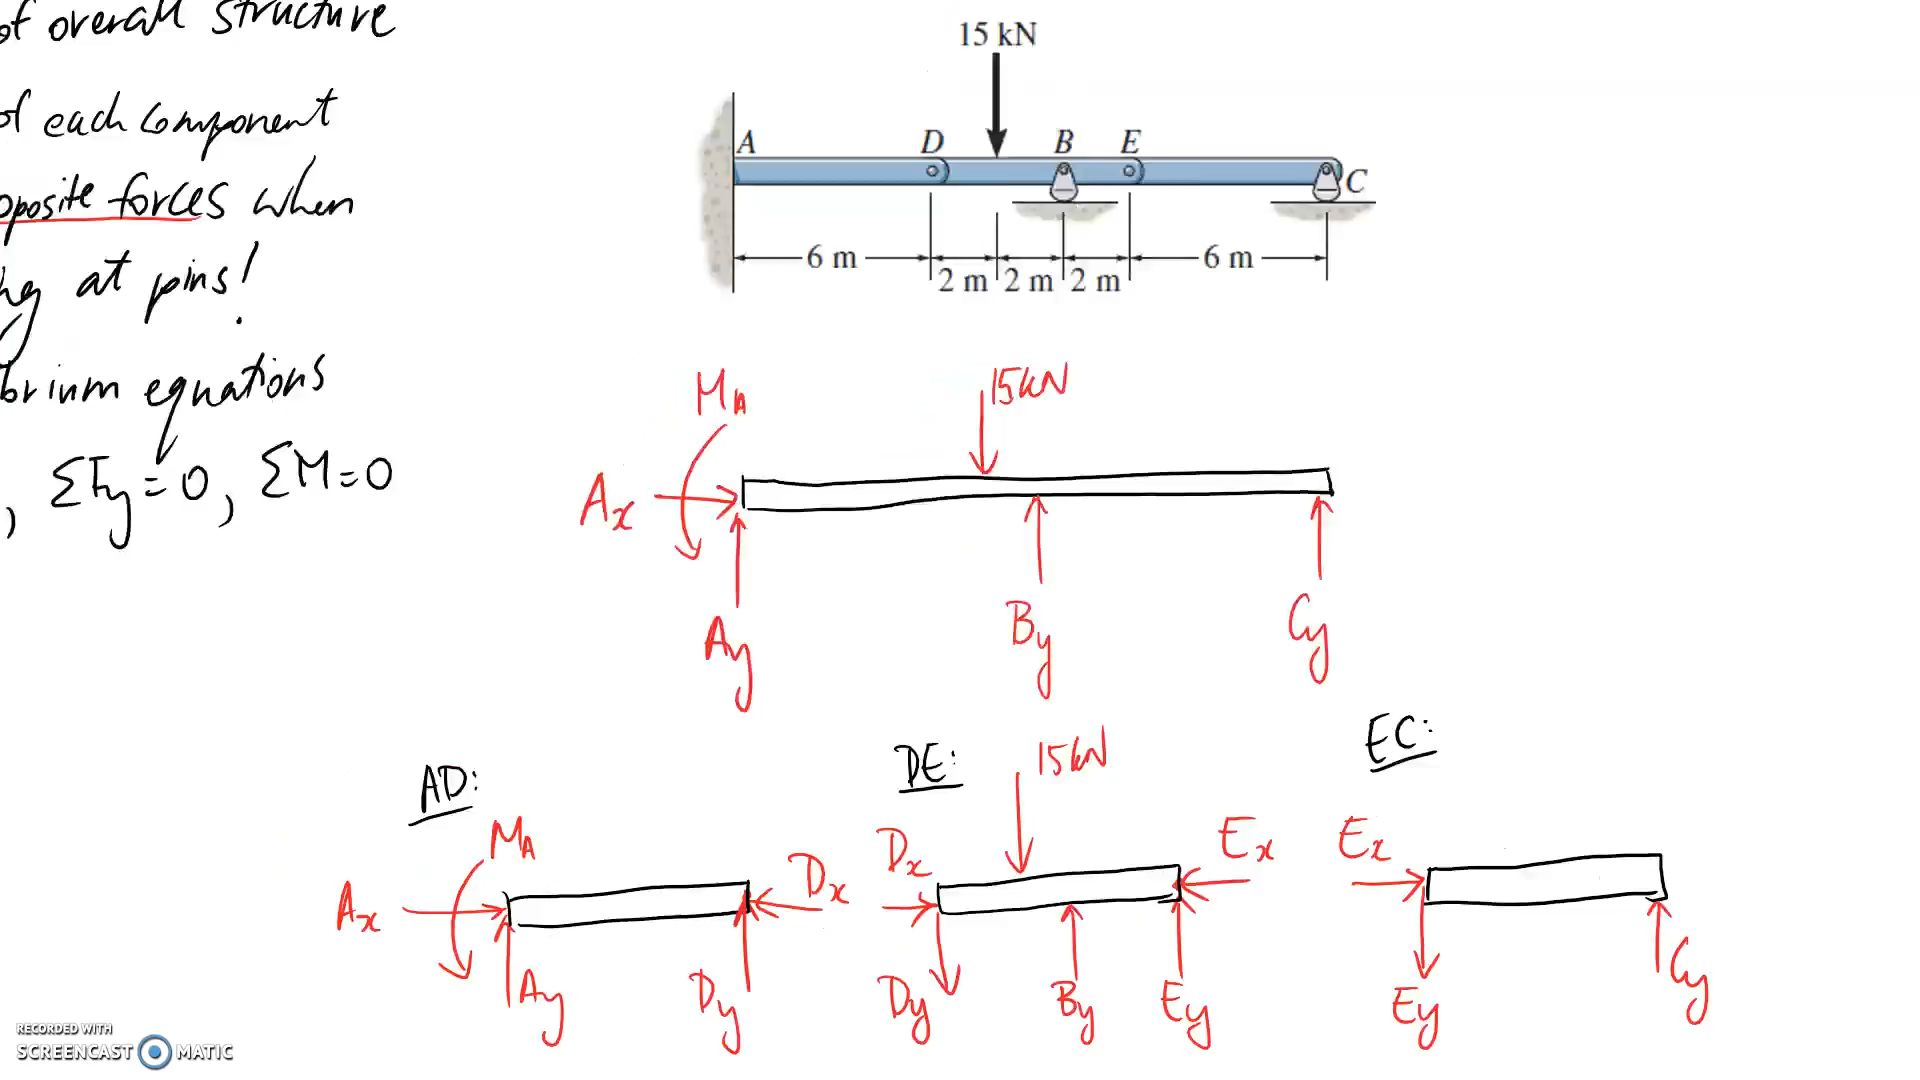 of overall structure
of each component
opposite forces when
at pins!
brium equations
, ΣFy=0, ΣM=0
15 kN
A D B E C
6 m 2 m 2 m 2 m 6 m
MA 15kN
Ax
Ay By Cy
AD: DE: 15kN EC:
MA Ax Ay Dx Dy
Dx Dy By Ex Ey
Ex Ey Cy
RECORDED WITH
SCREENCAST MATIC